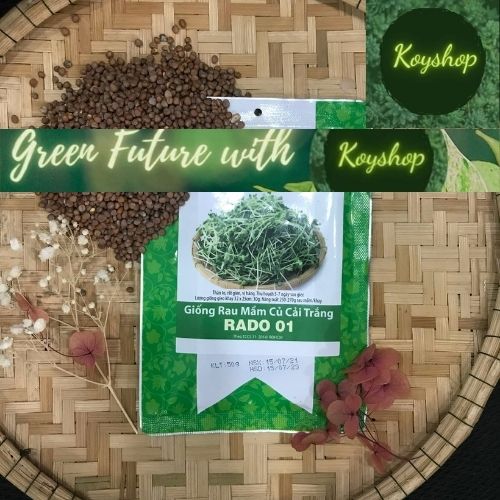 Koyshop
Green Future with
Koyshop
Giống Rau Mầm Củ Cải Trắng
RADO 01
KLT:50g NSX: 15/07/21
HSD: 15/07/23